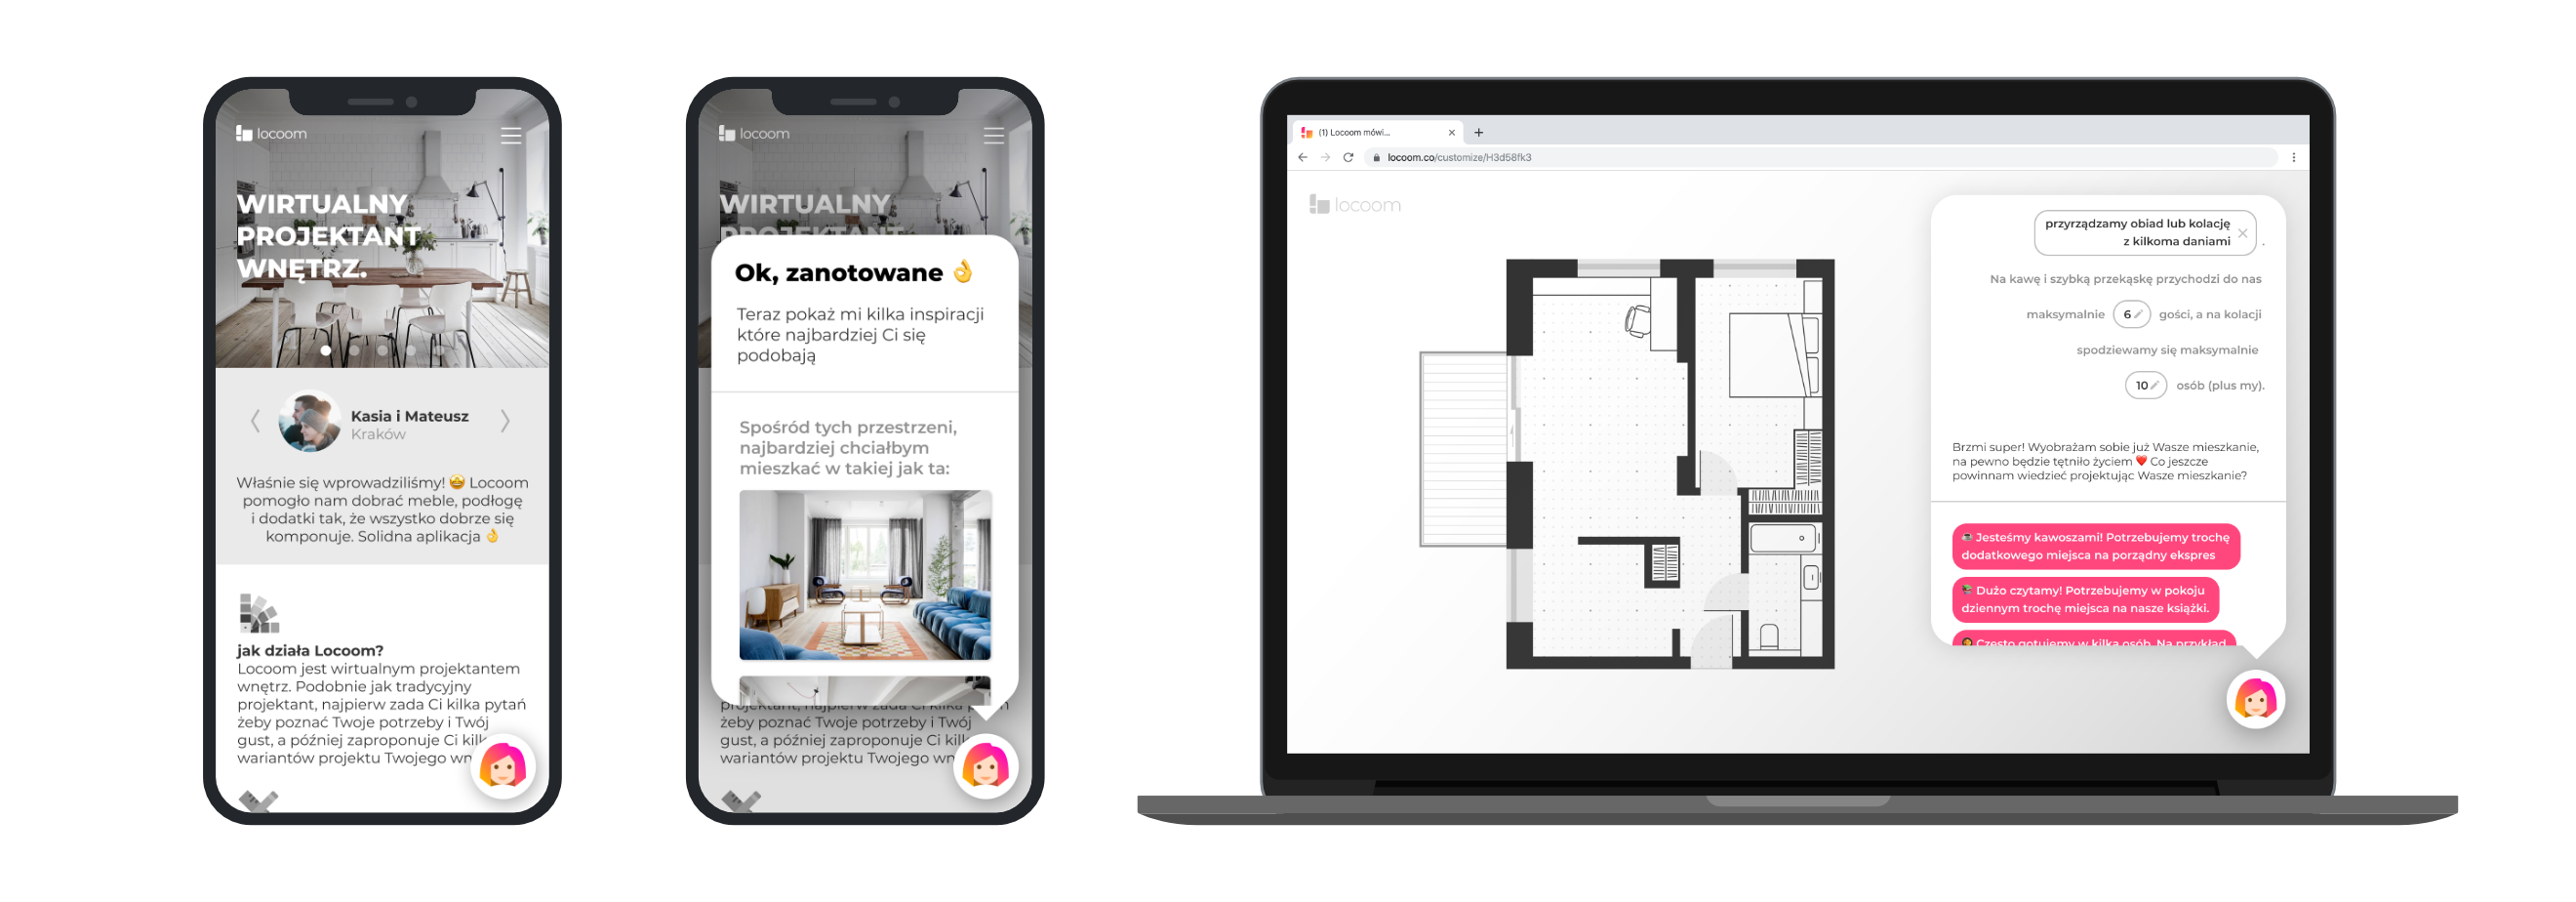 locoom
WIRTUALNY
PROJEKTANT
WNĘTRZ.
Kasia i Mateusz
Kraków
Właśnie się wprowadziliśmy! 🤩 Locoom
pomogło nam dobrać meble, podłogę
i dodatki tak, że wszystko dobrze się
komponuje. Solidna aplikacja 👌
jak działa Locoom?
Locoom jest wirtualnym projektantem
wnętrz. Podobnie jak tradycyjny
projektant, najpierw zada Ci kilka pytań
żeby poznać Twoje potrzeby i Twój
gust, a później zaproponuje Ci kilk
wariantów projektu Twojego wn
locoom
WIRTUALNY
PROJEKTANT
Ok, zanotowane 👌
Teraz pokaż mi kilka inspiracji
które najbardziej Ci się
podobają
Spośród tych przestrzeni,
najbardziej chciałbym
mieszkać w takiej jak ta:
projektant, najpierw zada Ci kilka p n
żeby poznać Twoje potrzeby i Twój
gust, a później zaproponuje Ci kilk
wariantów projektu Twojego wn
(1) Locoom mówi...
locoom.co/customize/H3d58fk3
locoom
przyrządzamy obiad lub kolację
z kilkoma daniami
.
Na kawę i szybką przekąskę przychodzi do nas
maksymalnie 6 gości, a na kolacji
spodziewamy się maksymalnie
10 osób (plus my).
Brzmi super! Wyobrażam sobie już Wasze mieszkanie,
na pewno będzie tętniło życiem ❤️ Co jeszcze
powinnam wiedzieć projektując Wasze mieszkanie?
☕ Jesteśmy kawoszami! Potrzebujemy trochę
dodatkowego miejsca na porządny ekspres
📚 Dużo czytamy! Potrzebujemy w pokoju
dziennym trochę miejsca na nasze książki.
Często gotujemy w kilka osób. Na przykład